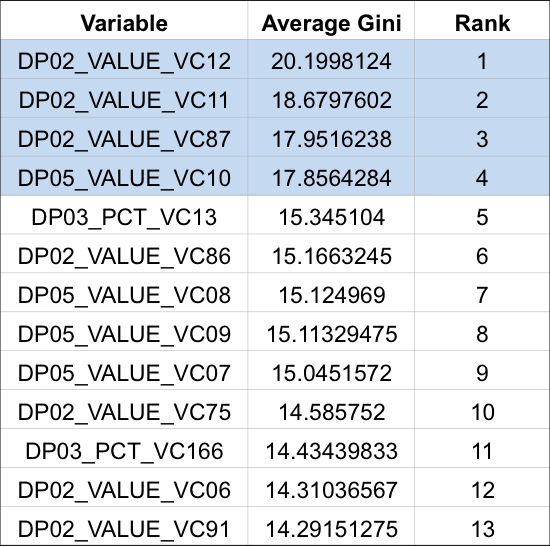 Variable Average Gini Rank
DP02_VALUE_VC12 20.1998124 1
DP02_VALUE_VC11 18.6797602 2
DP02_VALUE_VC87 17.9516238 3
DP05_VALUE_VC10 17.8564284 4
DP03_PCT_VC13 15.345104 5
DP02_VALUE_VC86 15.1663245 6
DP05_VALUE_VC08 15.124969 7
DP05_VALUE_VC09 15.11329475 8
DP05_VALUE_VC07 15.0451572 9
DP02_VALUE_VC75 14.585752 10
DP03_PCT_VC166 14.43439833 11
DP02_VALUE_VC06 14.31036567 12
DP02_VALUE_VC91 14.29151275 13